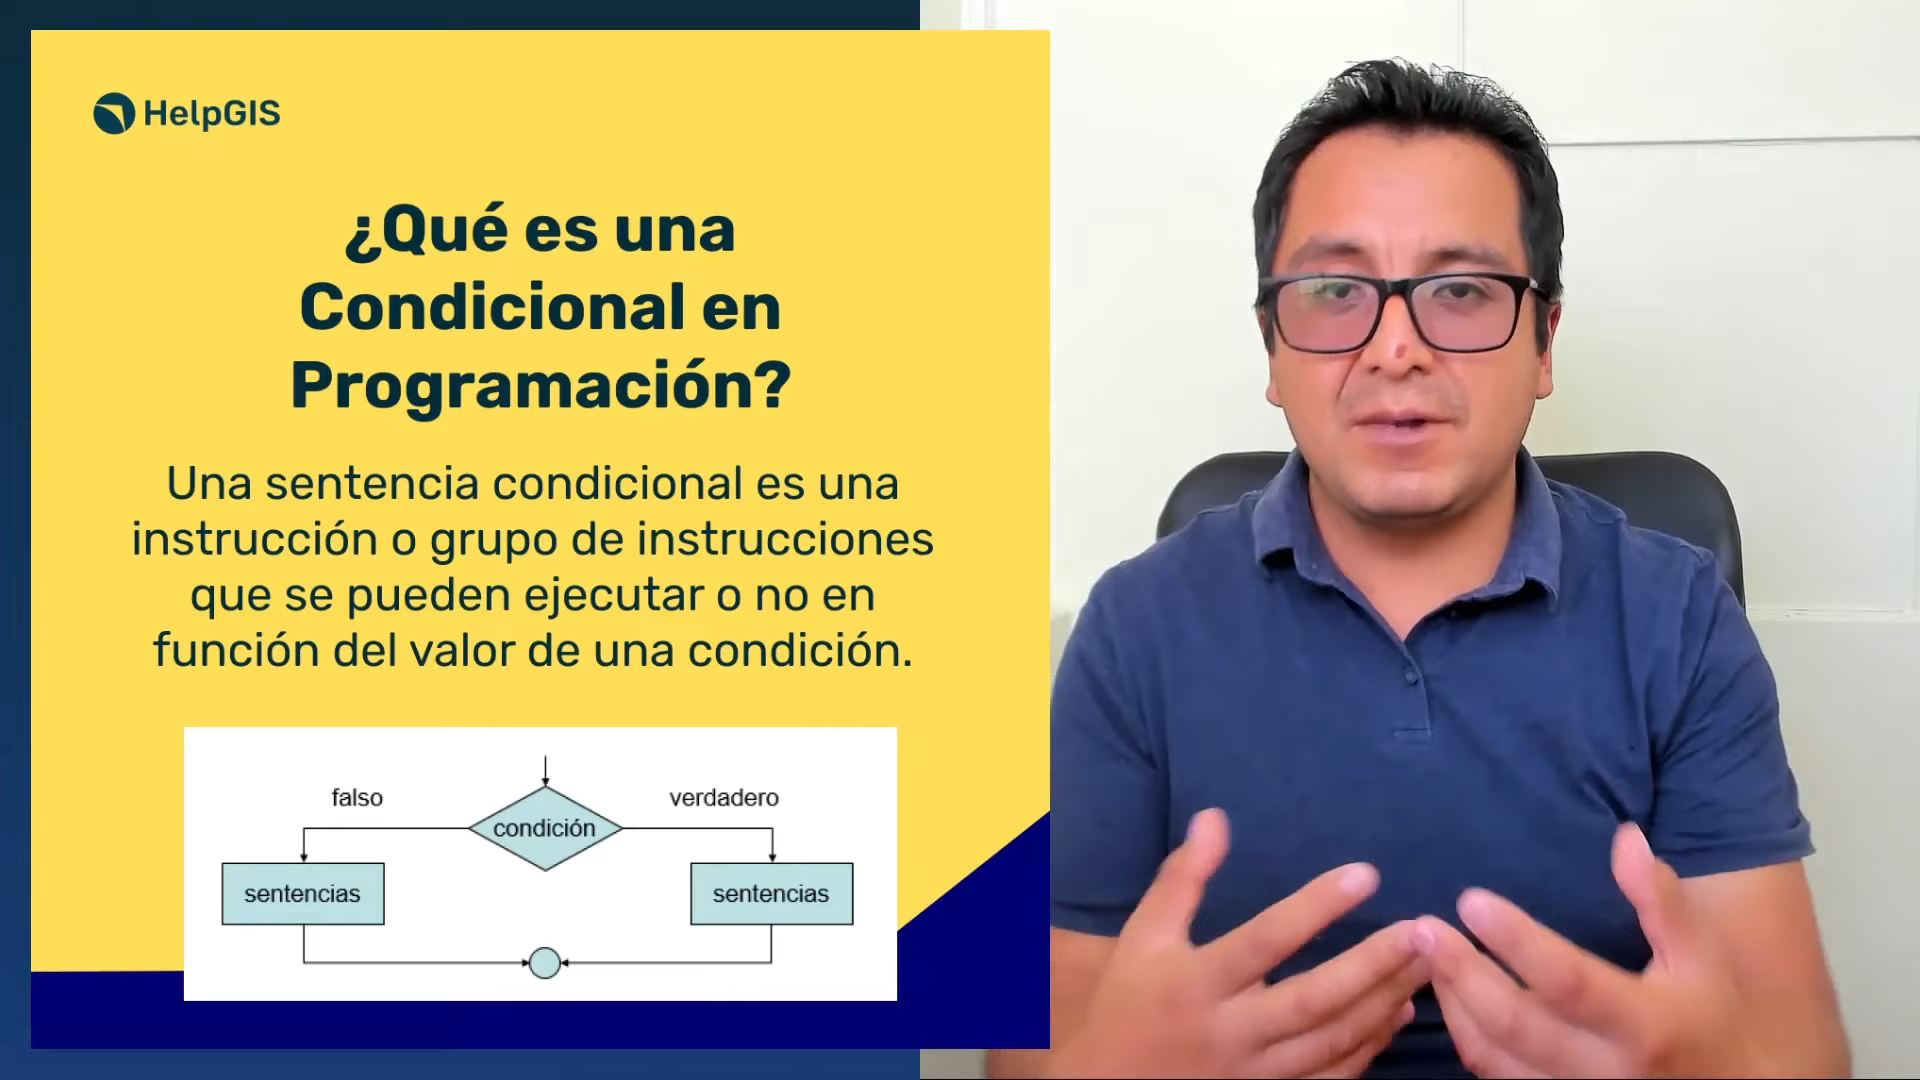 HelpGIS
¿Qué es una
Condicional en
Programación?
Una sentencia condicional es una
instrucción o grupo de instrucciones
que se pueden ejecutar o no en
función del valor de una condición.
falso
verdadero
condición
sentencias
sentencias